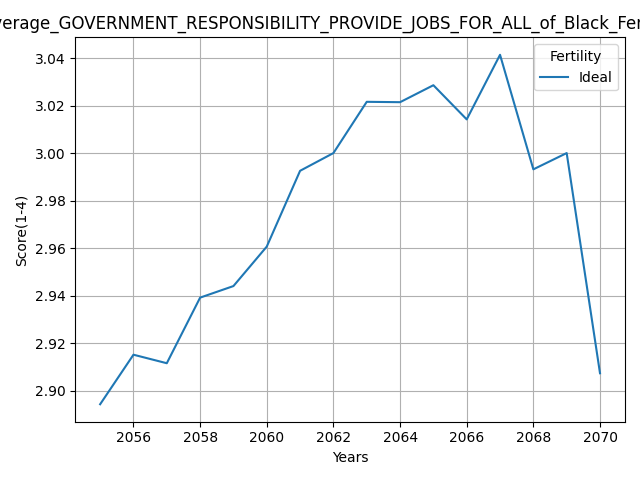 verage_GOVERNMENT_RESPONSIBILITY_PROVIDE_JOBS_FOR_ALL_of_Black_Fe
Fertility
Ideal
3.04
3.02
3.00
2.98
2.96
2.94
2.92
2.90
Score(1-4)
2056 2058 2060 2062 2064 2066 2068 2070
Years